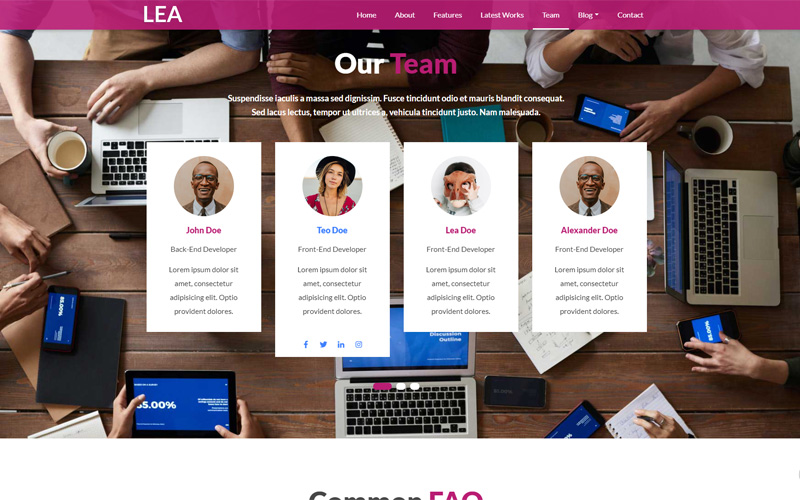 LEA
Home About Features Latest Works Team Blog Contact
Our Team
Suspendisse iaculis a massa sed dignissim. Fusce tincidunt odio et mauris blandit consequat.
Sed lacus lectus, tempor ut ultrices a, vehicula tincidunt justo. Nam malesuada.
John Doe
Back-End Developer
Lorem ipsum dolor sit
amet, consectetur
adipisicing elit. Optio
provident dolores.
Teo Doe
Front-End Developer
Lorem ipsum dolor sit
amet, consectetur
adipisicing elit. Optio
provident dolores.
Lea Doe
Front-End Developer
Lorem ipsum dolor sit
amet, consectetur
adipisicing elit. Optio
provident dolores.
Alexander Doe
Front-End Developer
Lorem ipsum dolor sit
amet, consectetur
adipisicing elit. Optio
provident dolores.
Discussion
Outline
Common FAQ